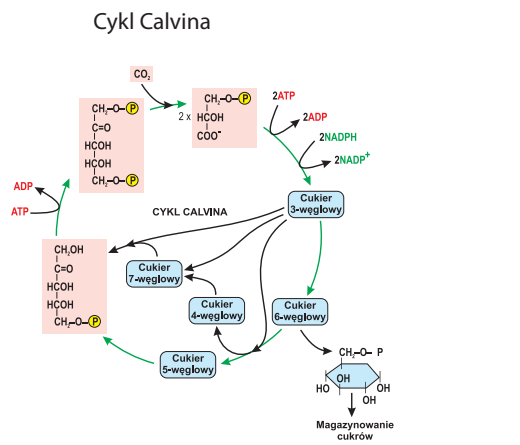 Cykl Calvina
CO₂
CH₂–O–P
C=O
HCOH
HCOH
CH₂–O–P
2 x
CH₂–O–P
HCOH
COO⁻
2ATP
2ADP
2NADPH
2NADP⁺
ADP
ATP
CYKL CALVINA
Cukier
3-węglowy
CH₂OH
C=O
HCOH
HCOH
CH₂–O–P
Cukier
7-węglowy
Cukier
4-węglowy
Cukier
6-węglowy
Cukier
5-węglowy
CH₂–O– P
HO
OH
OH
OH
Magazynowanie
cukrów